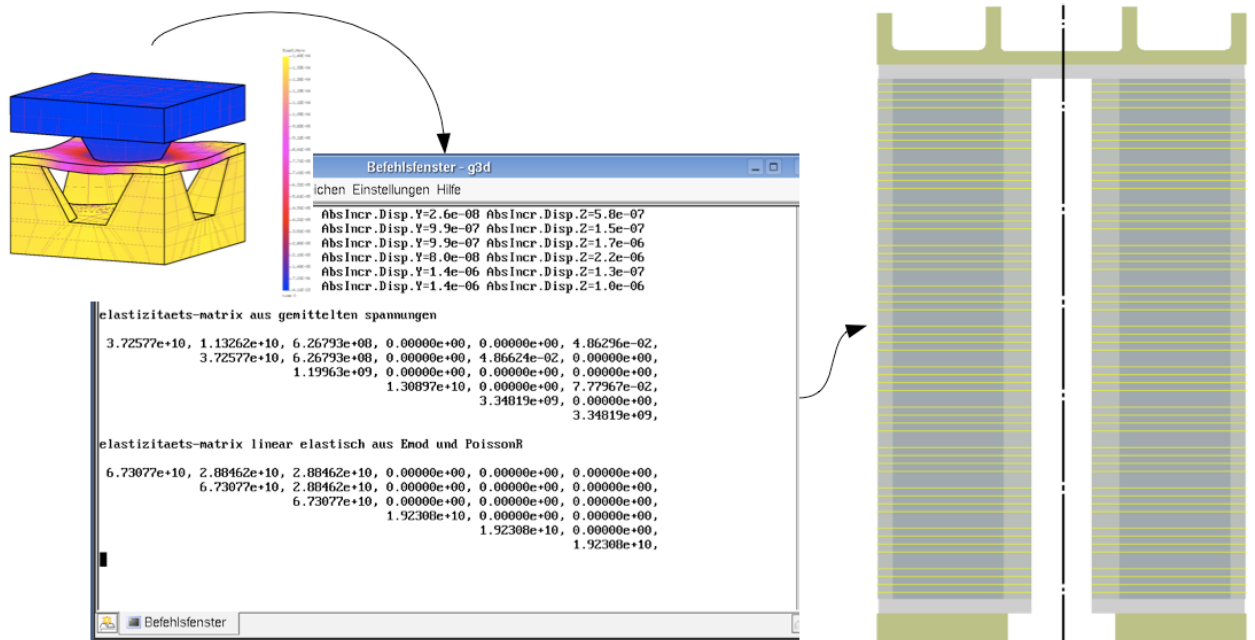 Befehlsfenster - g3d
ichen Einstellungen Hilfe
AbsIncr.Disp.Y=2.6e-08 AbsIncr.Disp.Z=5.8e-07
AbsIncr.Disp.Y=9.9e-07 AbsIncr.Disp.Z=1.5e-07
AbsIncr.Disp.Y=9.9e-07 AbsIncr.Disp.Z=1.7e-06
AbsIncr.Disp.Y=8.0e-08 AbsIncr.Disp.Z=2.2e-06
AbsIncr.Disp.Y=1.4e-06 AbsIncr.Disp.Z=1.3e-07
AbsIncr.Disp.Y=1.4e-06 AbsIncr.Disp.Z=1.0e-06
elastizitaets-matrix aus gemittelten spannungen
3.72577e+10, 1.13262e+10, 6.26793e+08, 0.00000e+00, 0.00000e+00, 4.86296e-02,
3.72577e+10, 6.26793e+08, 0.00000e+00, 4.86624e-02, 0.00000e+00,
1.19963e+09, 0.00000e+00, 0.00000e+00, 0.00000e+00,
1.30897e+10, 0.00000e+00, 7.77967e-02,
3.34819e+09, 0.00000e+00,
3.34819e+09,
elastizitaets-matrix linear elastisch aus Emod und PoissonR
6.73077e+10, 2.88462e+10, 2.88462e+10, 0.00000e+00, 0.00000e+00, 0.00000e+00,
6.73077e+10, 2.88462e+10, 0.00000e+00, 0.00000e+00, 0.00000e+00,
6.73077e+10, 0.00000e+00, 0.00000e+00, 0.00000e+00,
1.92308e+10, 0.00000e+00, 0.00000e+00,
1.92308e+10, 0.00000e+00,
1.92308e+10,
Befehlsfenster